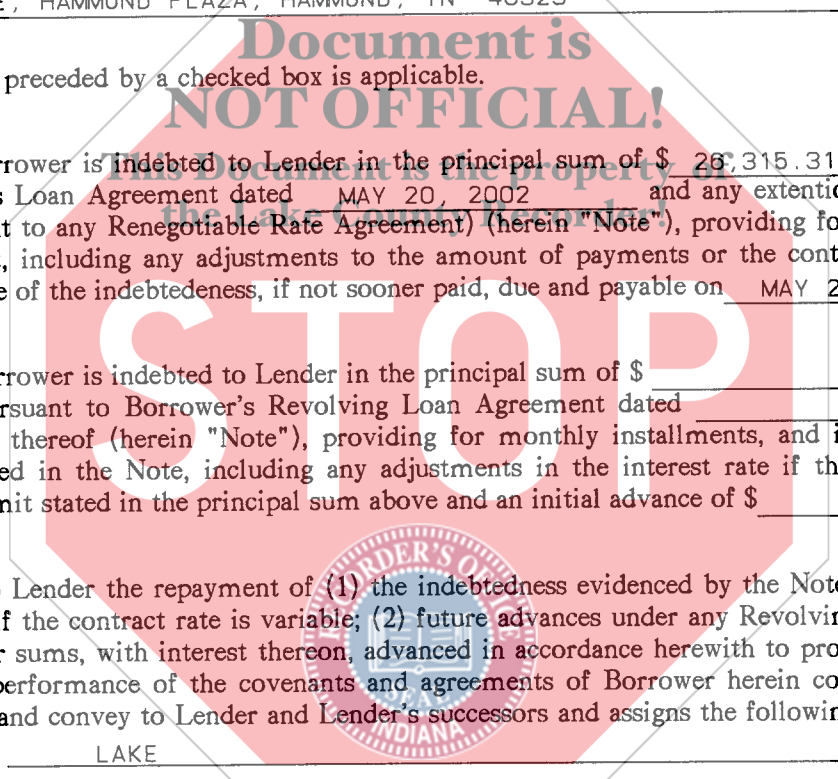 HAMMOND PLAZA, HAMMOND, IN 46323
Document is
preceded by a checked box is applicable.
NOT OFFICIAL!
rrower is indebted to Lender in the principal sum of $ 26,315.31
This Document is the property of
s Loan Agreement dated MAY 20, 2002 and any extentio
the Lake County Recorder!
t to any Renegotiable Rate Agreement) (herein "Note"), providing fo
, including any adjustments to the amount of payments or the cont
e of the indebtedeness, if not sooner paid, due and payable on MAY 2
STOP
rrower is indebted to Lender in the principal sum of $
rsuant to Borrower's Revolving Loan Agreement dated
thereof (herein "Note"), providing for monthly installments, and i
ed in the Note, including any adjustments in the interest rate if th
nit stated in the principal sum above and an initial advance of $
RECORDER'S OFFICE
Lender the repayment of (1) the indebtedness evidenced by the Note
f the contract rate is variable; (2) future advances under any Revolvin
r sums, with interest thereon, advanced in accordance herewith to pro
performance of the covenants and agreements of Borrower herein co
SEAL
and convey to Lender and Lender's successors and assigns the followin
INDIANA
LAKE